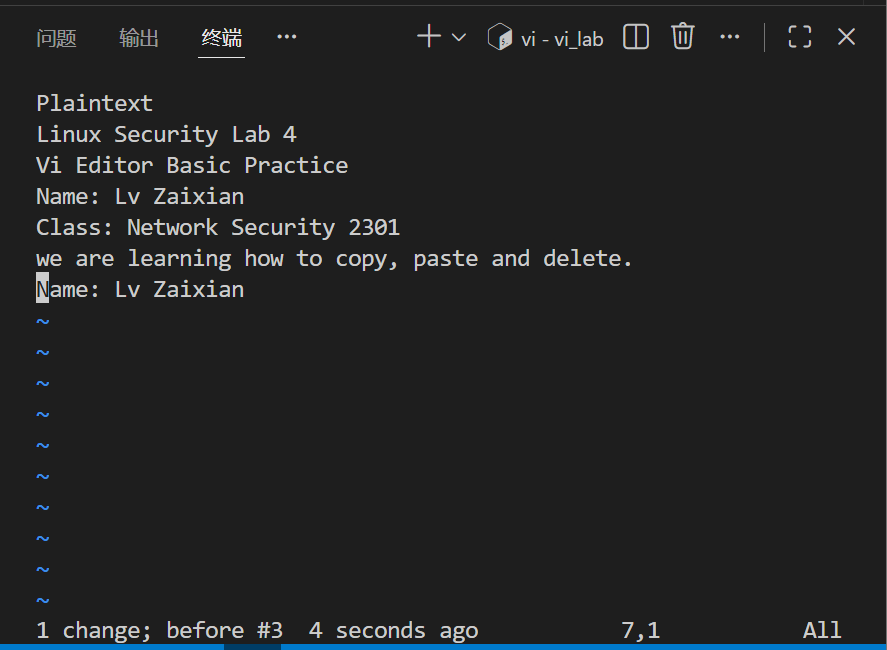 问题 输出 终端 ··· vi - vi_lab ···
Plaintext
Linux Security Lab 4
Vi Editor Basic Practice
Name: Lv Zaixian
Class: Network Security 2301
we are learning how to copy, paste and delete.
Name: Lv Zaixian
~
~
~
~
~
~
~
~
~
~
1 change; before #3  4 seconds ago 7,1 All